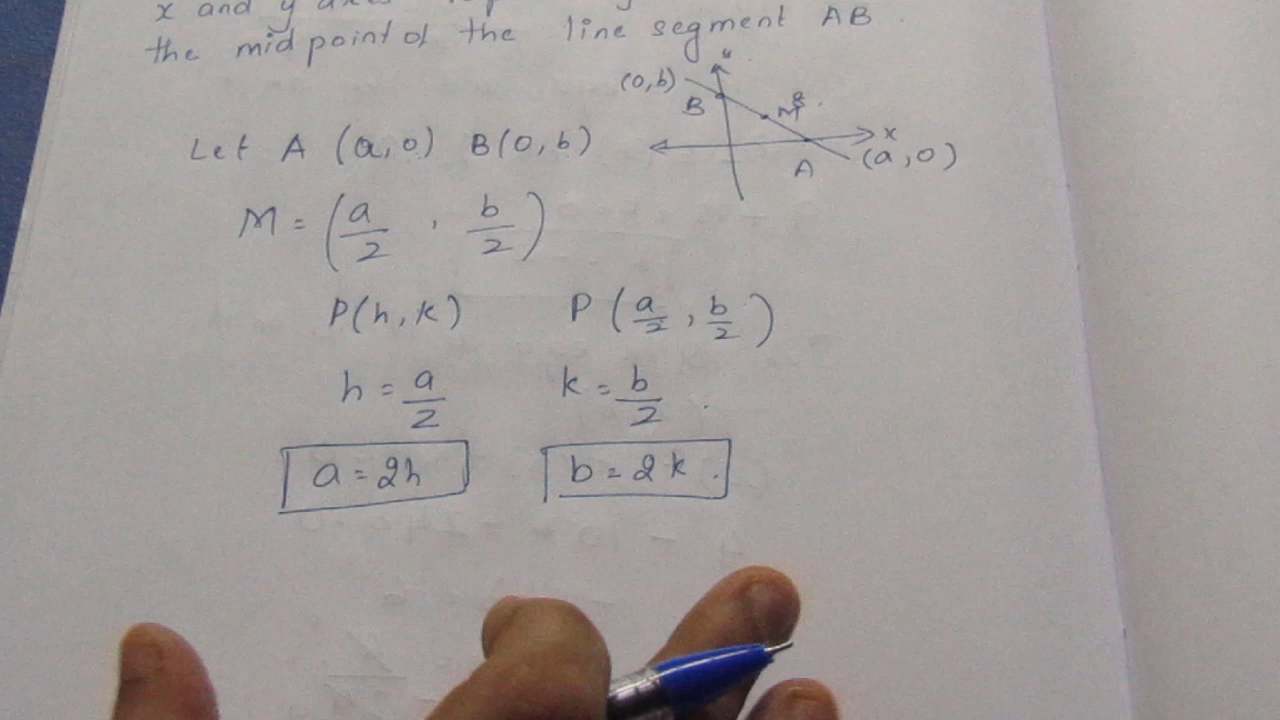 x and y
the midpoint of the line segment AB.
(0,b)
B
M
x
A
(a,0)
Let A (a,0) B(0,b)
M = (a/2, b/2)
P(h,k) P(a/2, b/2)
h = a/2 k = b/2.
a = 2h b = 2k.